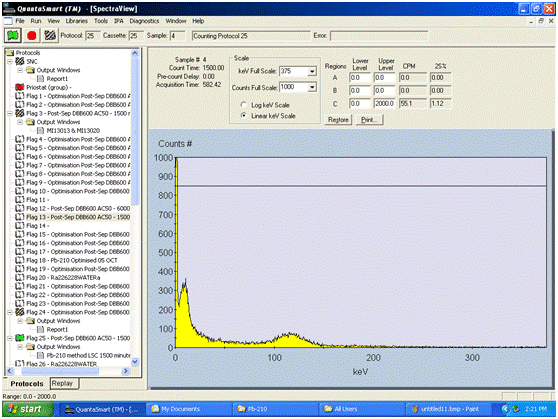 QuantaSmart (TM) - [SpectraView]
File Run View Libraries Tools IPA Diagnostics Window Help
Protocol: 25 Cassette: 25 Sample: 4 Counting Protocol 25 Error:
Protocols
SNC
Output Windows
Report1
Priostat (group) -
Flag 1 - Optimisation Post-Sep DBB600 A
Flag 2 - Optimisation Post-Sep DBB600 A
Flag 3 - Post-Sep DBB600 AC50 - 1500 m
Output Windows
MI13013 & MI13020
Flag 4 - Optimisation Post-Sep DBB600
Flag 5 - Optimisation Post-Sep DBB600
Flag 6 - Optimisation Post-Sep DBB600
Flag 7 - Optimisation Post-Sep DBB600
Flag 8 - Optimisation Post-Sep DBB600
Flag 9 - Optimisation Post-Sep DBB600
Flag 10 - Optimisation Post-Sep DBB600
Flag 11 -
Flag 12 - Post-Sep DBB600 AC50 - 6000
Flag 13 - Post-Sep DBB600 AC50 - 1500
Flag 14 -
Flag 15 - Optimisation Post-Sep DBB600
Flag 16 - Optimisation Post-Sep DBB600
Flag 17 - Optimisation Post-Sep DBB600
Flag 18 - Pb-210 Optimised 05 OCT
Flag 19 - Optimisation Post-Sep DBB600
Flag 20 - Ra226228WATERa
Flag 21 - Optimisation Post-Sep DBB600
Flag 22 - Optimisation Post-Sep DBB600
Flag 23 - Optimisation Post-Sep DBB600
Flag 24 - Optimisation Post-Sep DBB600
Output Windows
Report1
Flag 25 - Post-Sep DBB600 AC50 - 1500
Output Windows
Pb-210 method LSC 1500 minute
Flag 26 - Ra226228WATER
Protocols Replay
Sample # 4
Count Time: 1500.00
Pre-count Delay: 0.00
Acquisition Time: 582.42
Scale
keV Full Scale: 375
Counts Full Scale: 1000
Log keV Scale
Linear keV Scale
Regions Lower Level Upper Level CPM 2S%
A 0.0 0.0 0.0 0.00
B 0.0 0.0 0.0 0.00
C 0.0 2000.0 55.1 1.12
Restore Print...
Counts #
1000
900
800
700
600
500
400
300
200
100
0
0 100 200 300
keV
Range: 0.0 - 2000.0
start QuantaSmart (TM) - [... My Documents Pb-210 All Users untitled11.bmp - Paint 2:21 PM